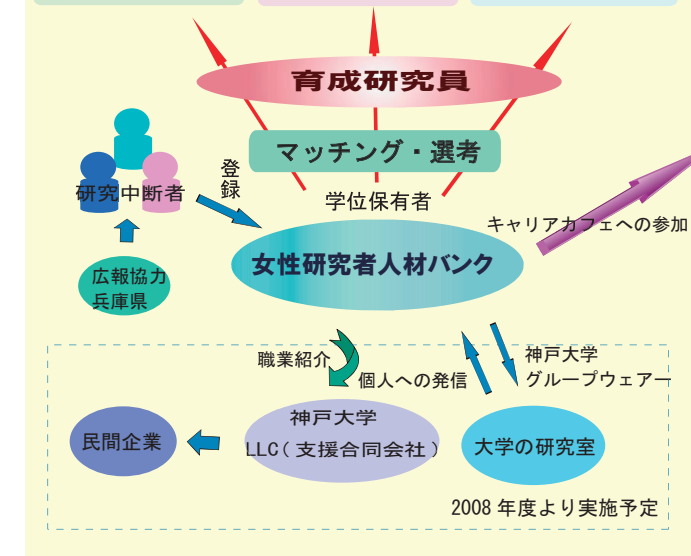 育成研究員
マッチング・選考
登録
研究中断者
学位保有者
キャリアカフェへの参加
女性研究者人材バンク
広報協力
兵庫県
職業紹介
個人への発信
神戸大学
グループウェアー
神戸大学
LLC(支援合同会社)
民間企業
大学の研究室
2008 年度より実施予定